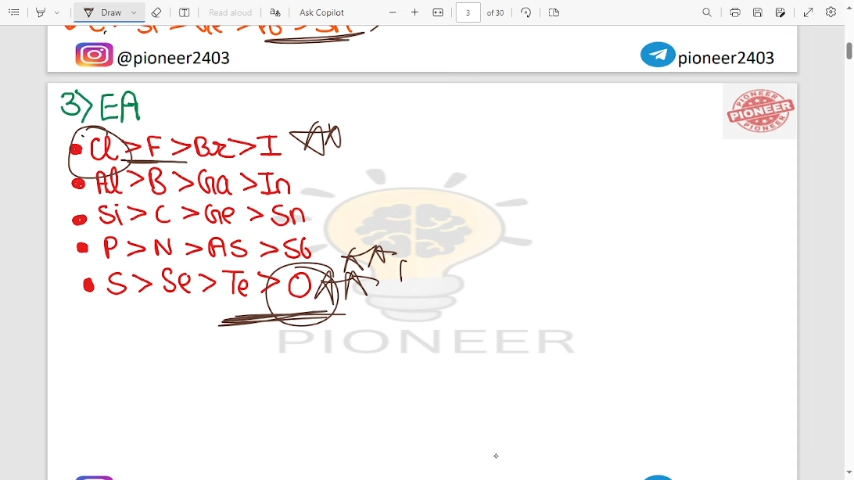 Draw
Read aloud
Ask Copilot
3
of 30
@pioneer2403
pioneer2403
3> EA
PIONEER
Cl > F > Br > I
Al > B > Ga > In
Si > C > Ge > Sn
P > N > AS > Sb
S > Se > Te > O
PIONEER